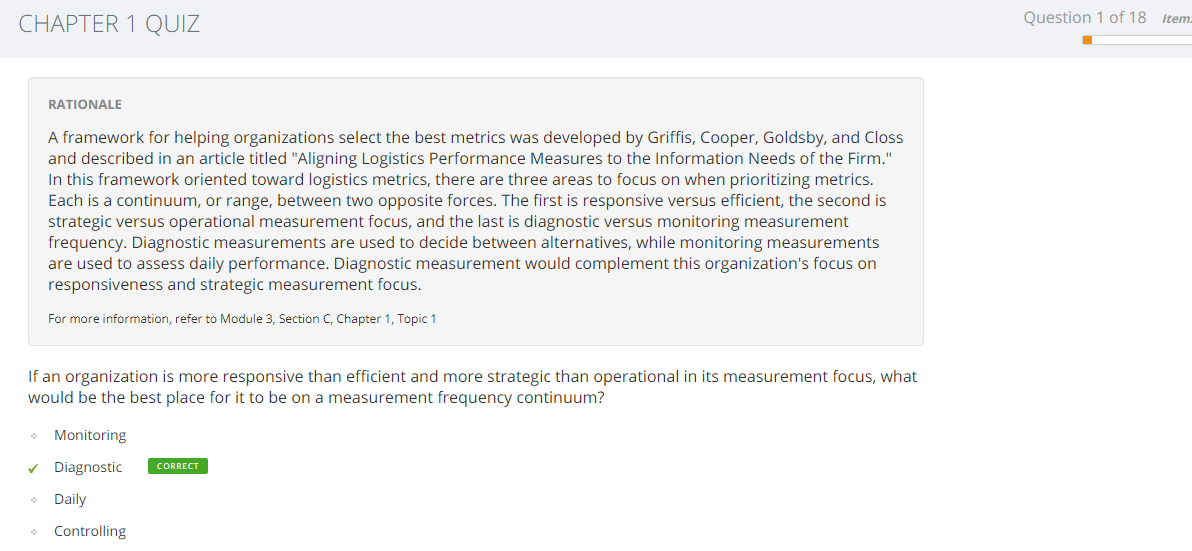 CHAPTER 1 QUIZ
Question 1 of 18
RATIONALE
A framework for helping organizations select the best metrics was developed by Griffis, Cooper, Goldsby, and Closs
and described in an article titled "Aligning Logistics Performance Measures to the Information Needs of the Firm."
In this framework oriented toward logistics metrics, there are three areas to focus on when prioritizing metrics.
Each is a continuum, or range, between two opposite forces. The first is responsive versus efficient, the second is
strategic versus operational measurement focus, and the last is diagnostic versus monitoring measurement
frequency. Diagnostic measurements are used to decide between alternatives, while monitoring measurements
are used to assess daily performance. Diagnostic measurement would complement this organization's focus on
responsiveness and strategic measurement focus.
For more information, refer to Module 3, Section C, Chapter 1, Topic 1
If an organization is more responsive than efficient and more strategic than operational in its measurement focus, what
would be the best place for it to be on a measurement frequency continuum?
Monitoring
Diagnostic CORRECT
Daily
Controlling